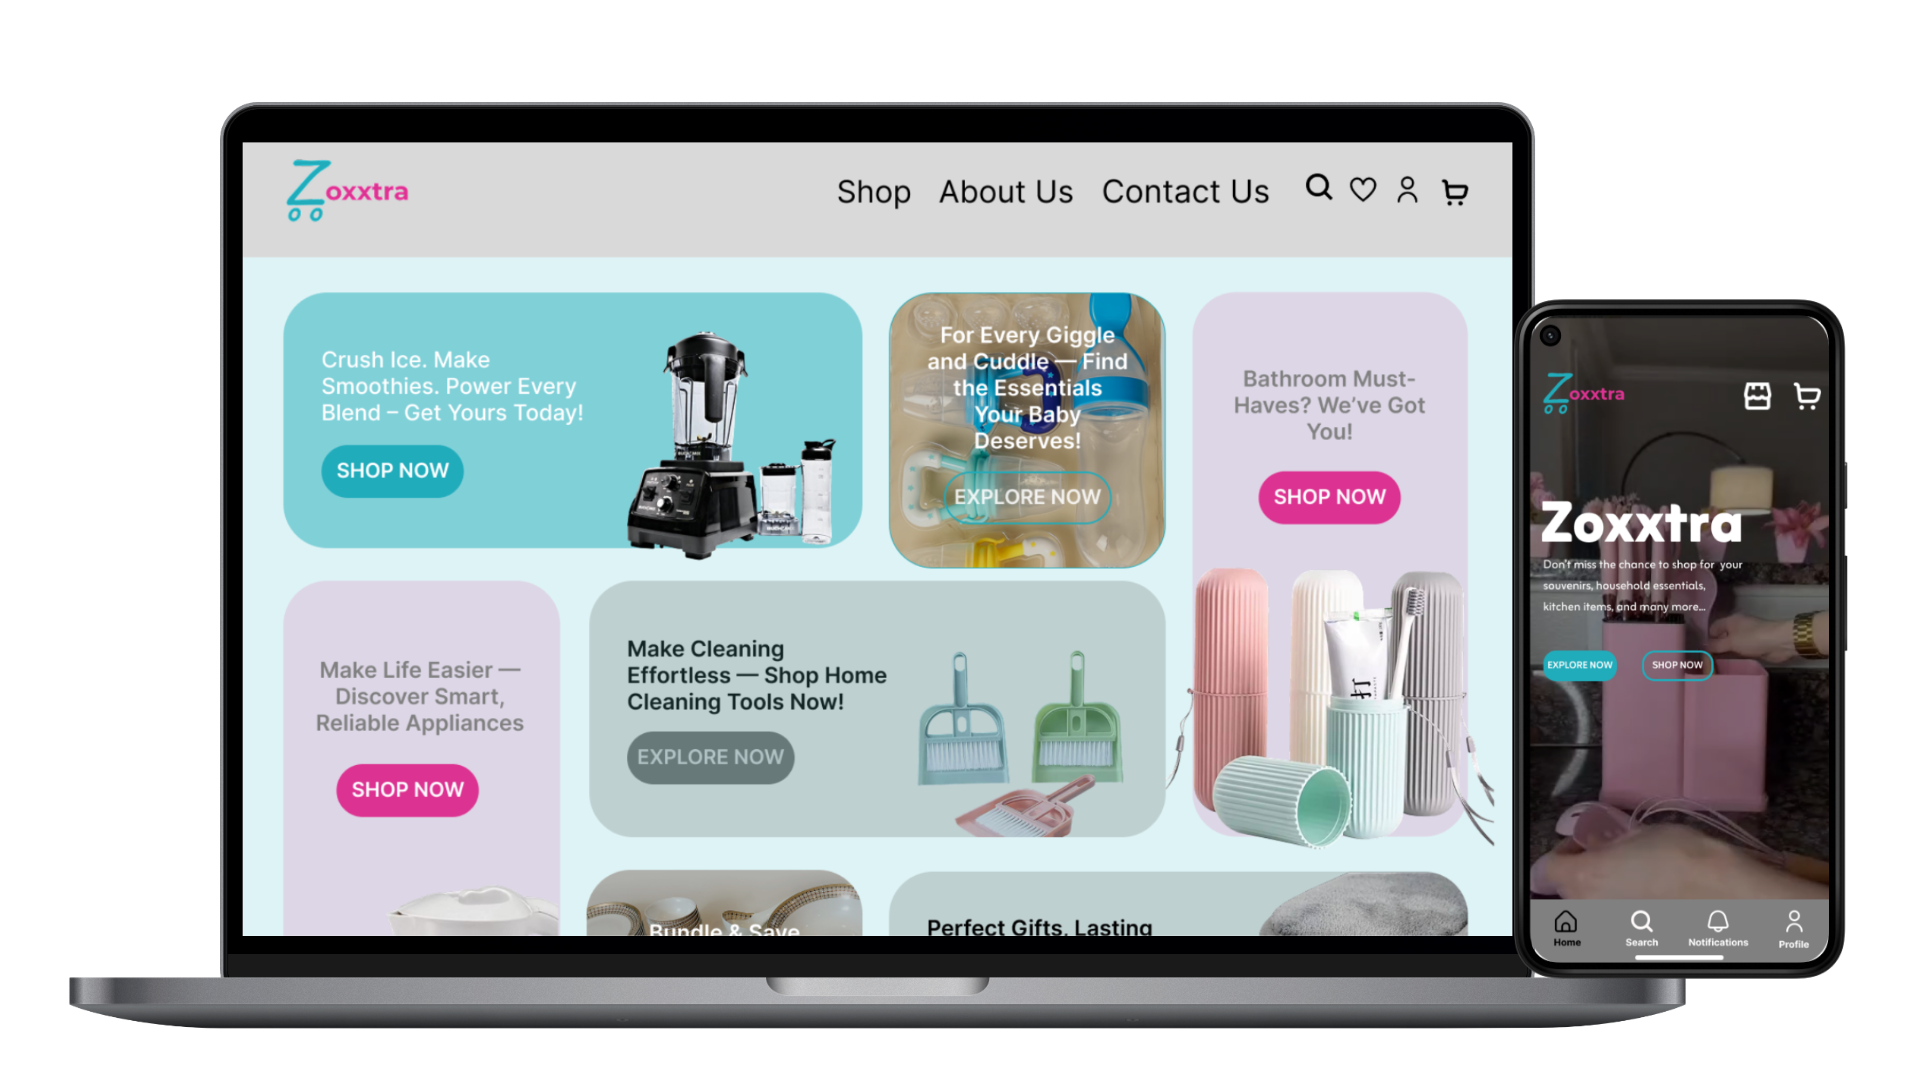 Zoxxtra
Shop About Us Contact Us
Crush Ice. Make
Smoothies. Power Every
Blend – Get Yours Today!
SHOP NOW
For Every Giggle
and Cuddle — Find
the Essentials
Your Baby
Deserves!
EXPLORE NOW
Bathroom Must-
Haves? We’ve Got
You!
SHOP NOW
Make Life Easier —
Discover Smart,
Reliable Appliances
SHOP NOW
Make Cleaning
Effortless — Shop Home
Cleaning Tools Now!
EXPLORE NOW
Bundle & Save
Perfect Gifts, Lasting
Zoxxtra
Zoxxtra
Don't miss the chance to shop for your
souvenirs, household essentials,
kitchen items, and many more...
EXPLORE NOW SHOP NOW
Home Search Notifications Profile